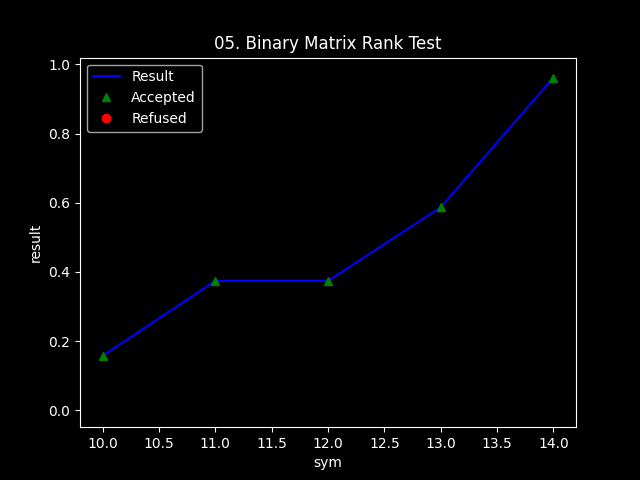 05. Binary Matrix Rank Test
Result
Accepted
Refused
1.0
0.8
0.6
0.4
0.2
0.0
result
10.0 10.5 11.0 11.5 12.0 12.5 13.0 13.5 14.0
sym